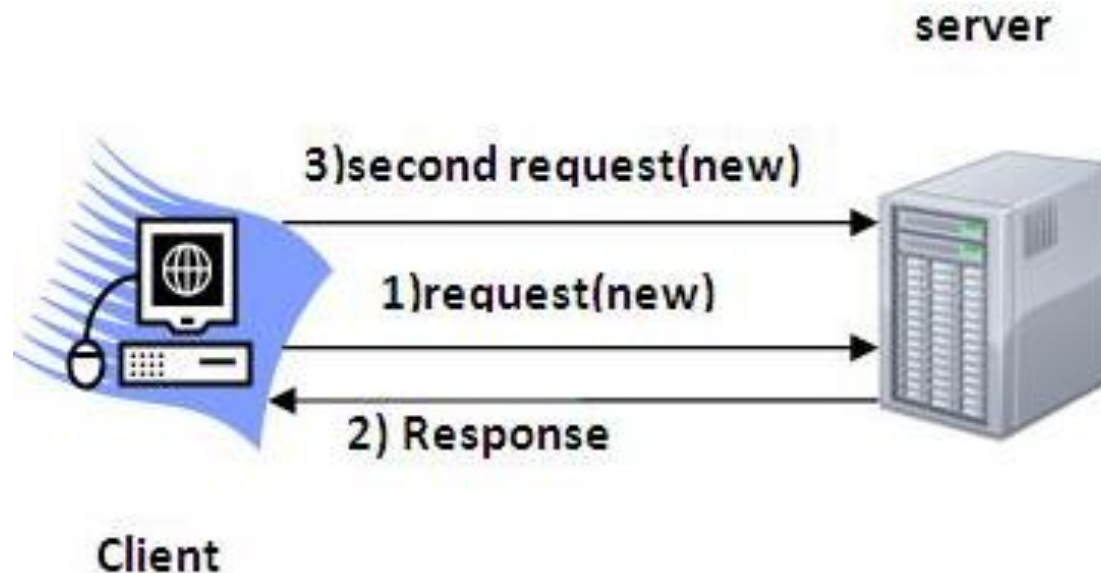 server
3)second request(new)
1)request(new)
2) Response
Client